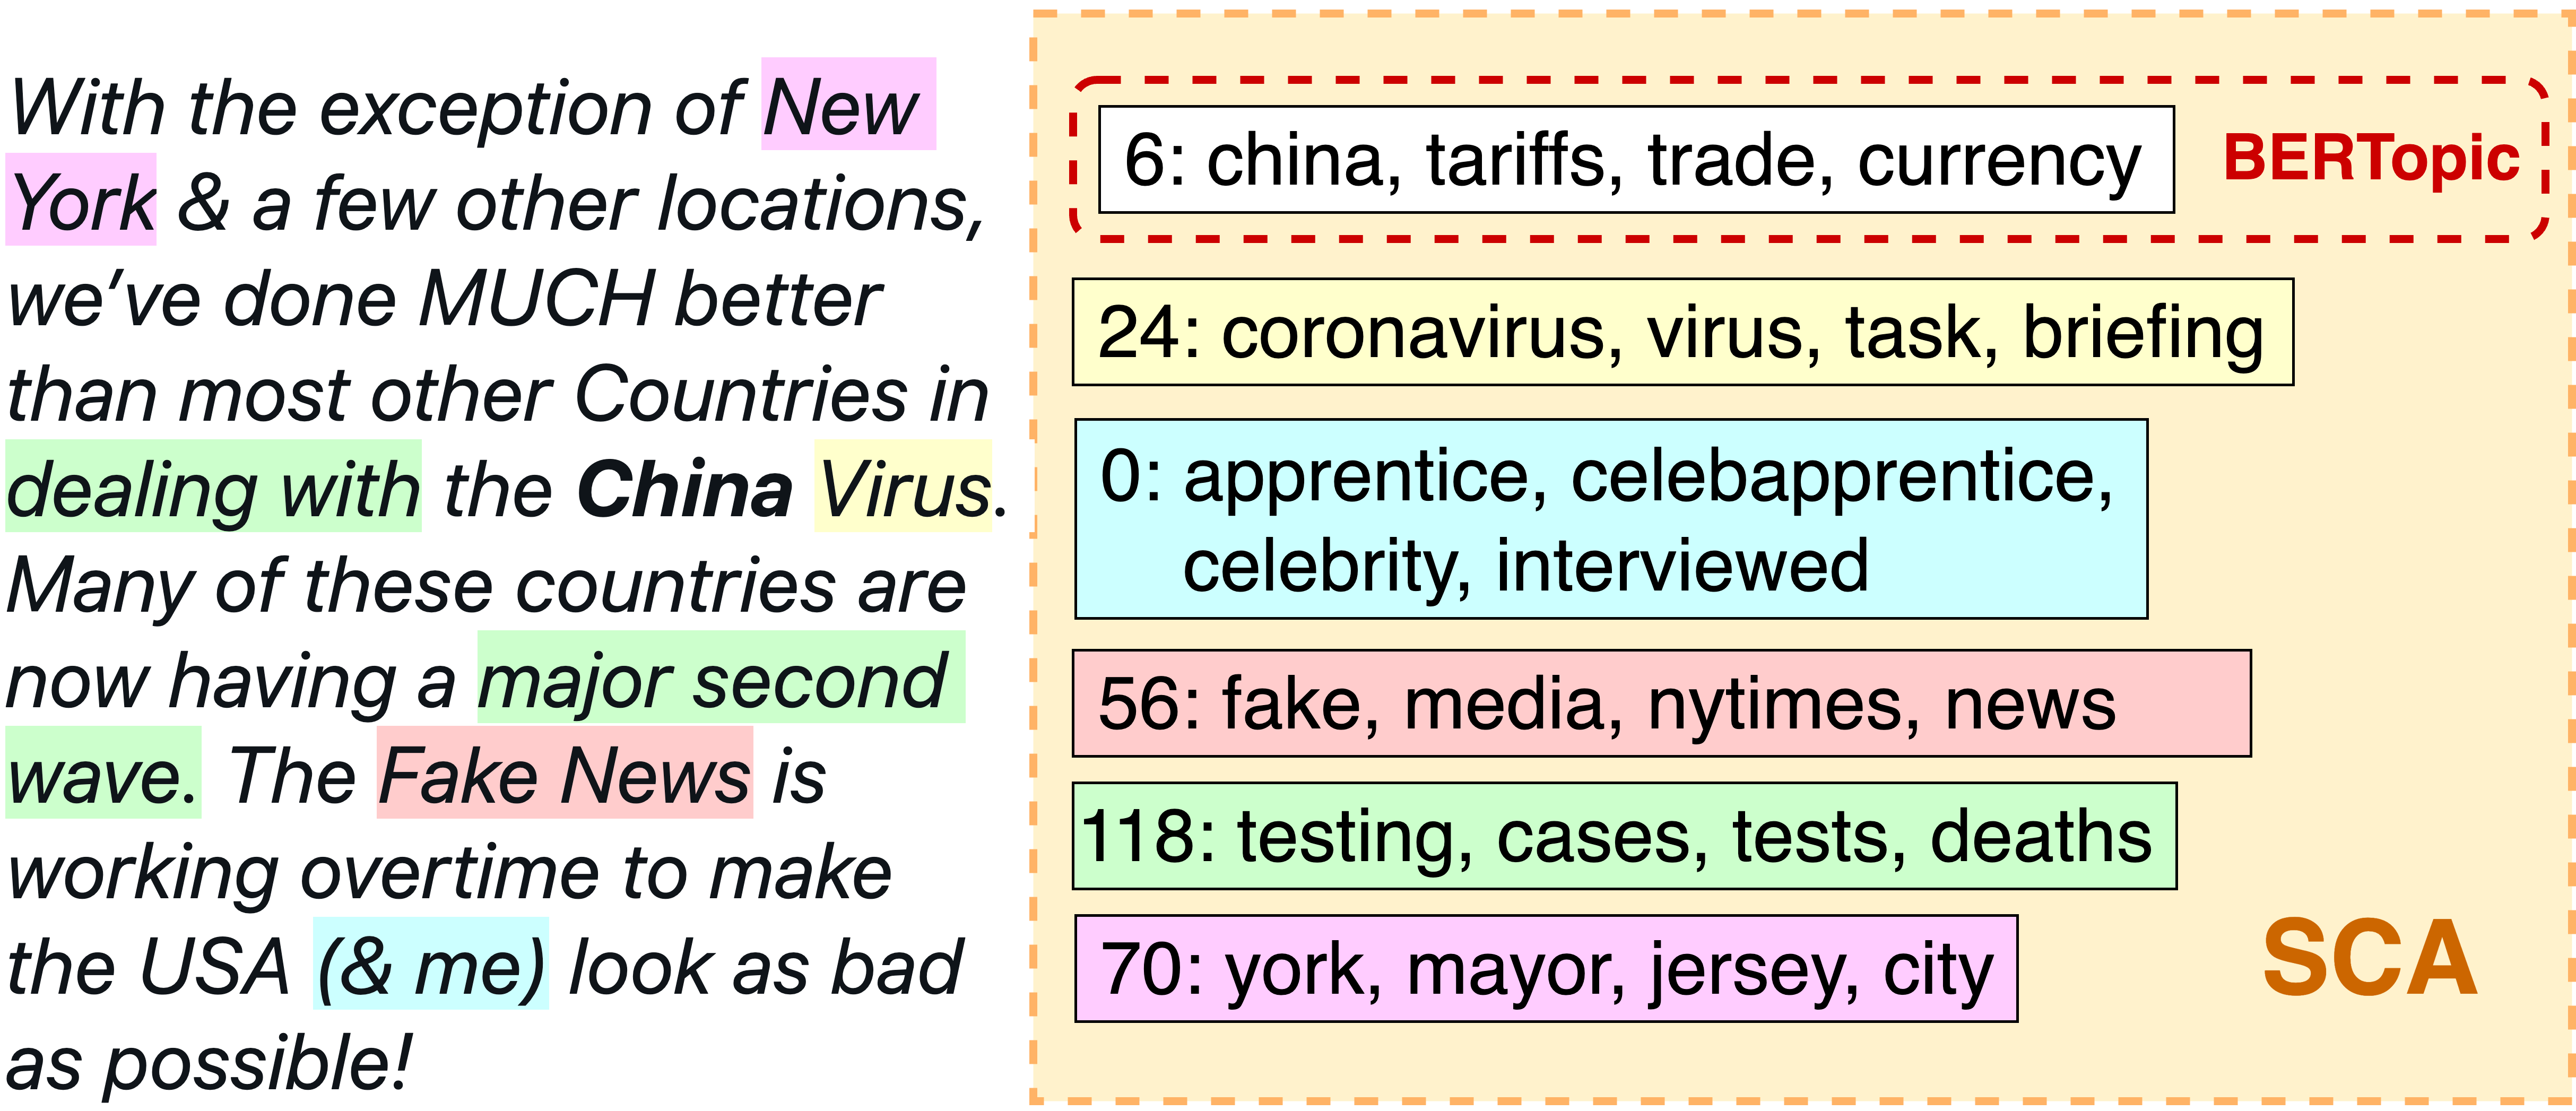 With the exception of New
York & a few other locations,
we’ve done MUCH better
than most other Countries in
dealing with the China Virus.
Many of these countries are
now having a major second
wave. The Fake News is
working overtime to make
the USA (& me) look as bad
as possible!
6: china, tariffs, trade, currency
BERTopic
24: coronavirus, virus, task, briefing
0: apprentice, celebapprentice,
celebrity, interviewed
56: fake, media, nytimes, news
118: testing, cases, tests, deaths
70: york, mayor, jersey, city
SCA